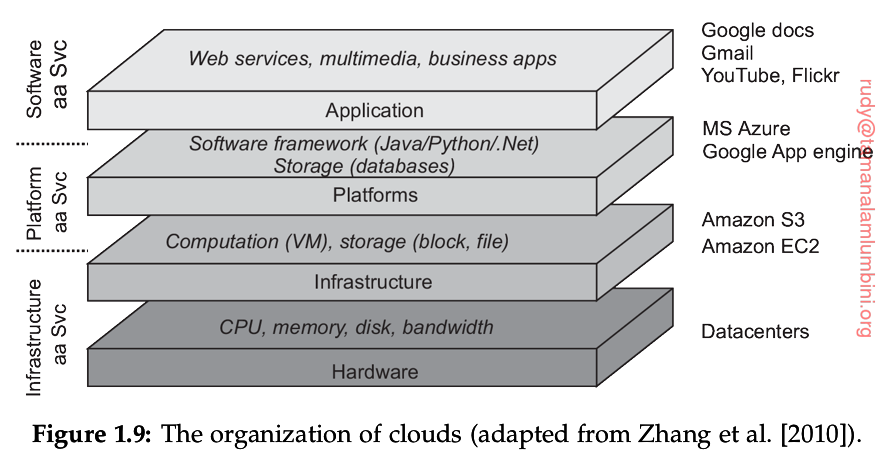 Software
aa Svc
Web services, multimedia, business apps
Application
Google docs
Gmail
YouTube, Flickr
Platform
aa Svc
Software framework (Java/Python/.Net)
Storage (databases)
Platforms
MS Azure
Google App engine
Infrastructure
aa Svc
Computation (VM), storage (block, file)
Infrastructure
Amazon S3
Amazon EC2
CPU, memory, disk, bandwidth
Hardware
Datacenters
rudy@tamanalamlumbini.org
Figure 1.9: The organization of clouds (adapted from Zhang et al. [2010]).